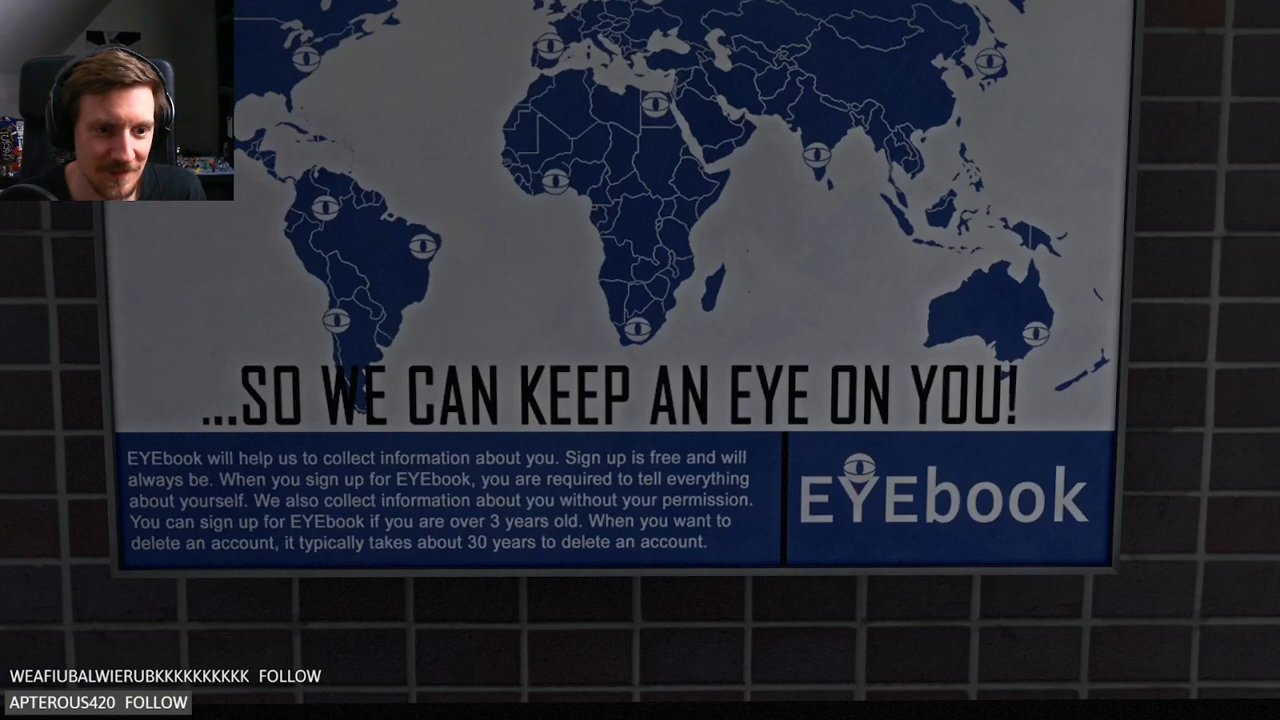 ...SO WE CAN KEEP AN EYE ON YOU!
EYEbook will help us to collect information about you. Sign up is free and will
always be. When you sign up for EYEbook, you are required to tell everything
about yourself. We also collect information about you without your permission.
You can sign up for EYEbook if you are over 3 years old. When you want to
delete an account, it typically takes about 30 years to delete an account.
EYEbook
WEAFIUBALWIERUBKKKKKKKKKK FOLLOW
APTEROUS420 FOLLOW